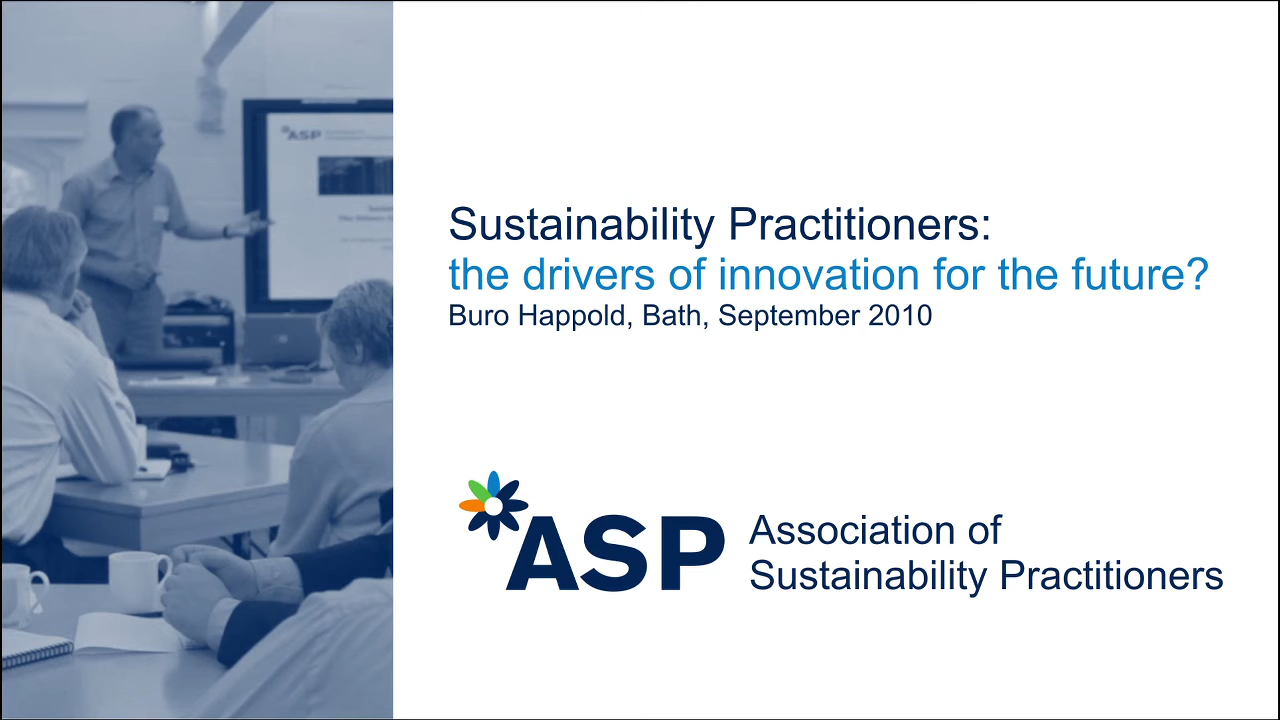 Sustainability Practitioners:
the drivers of innovation for the future?
Buro Happold, Bath, September 2010
ASP
Association of
Sustainability Practitioners
ASP